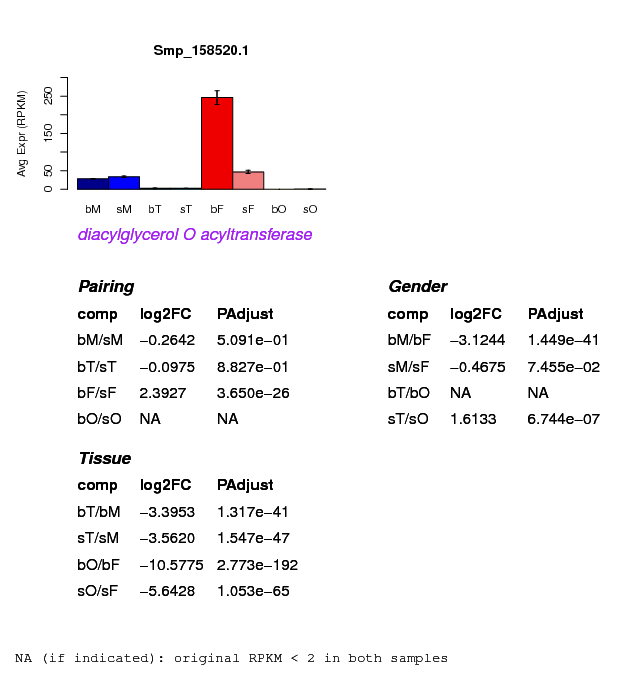 Smp_158520.1
Avg Expr (RPKM)
250
150
50
0
bM sM bT sT bF sF bO sO
diacylglycerol O acyltransferase
Pairing
comp log2FC PAdjust
bM/sM −0.2642 5.091e−01
bT/sT −0.0975 8.827e−01
bF/sF 2.3927 3.650e−26
bO/sO NA NA
Gender
comp log2FC PAdjust
bM/bF −3.1244 1.449e−41
sM/sF −0.4675 7.455e−02
bT/bO NA NA
sT/sO 1.6133 6.744e−07
Tissue
comp log2FC PAdjust
bT/bM −3.3953 1.317e−41
sT/sM −3.5620 1.547e−47
bO/bF −10.5775 2.773e−192
sO/sF −5.6428 1.053e−65
NA (if indicated): original RPKM < 2 in both samples